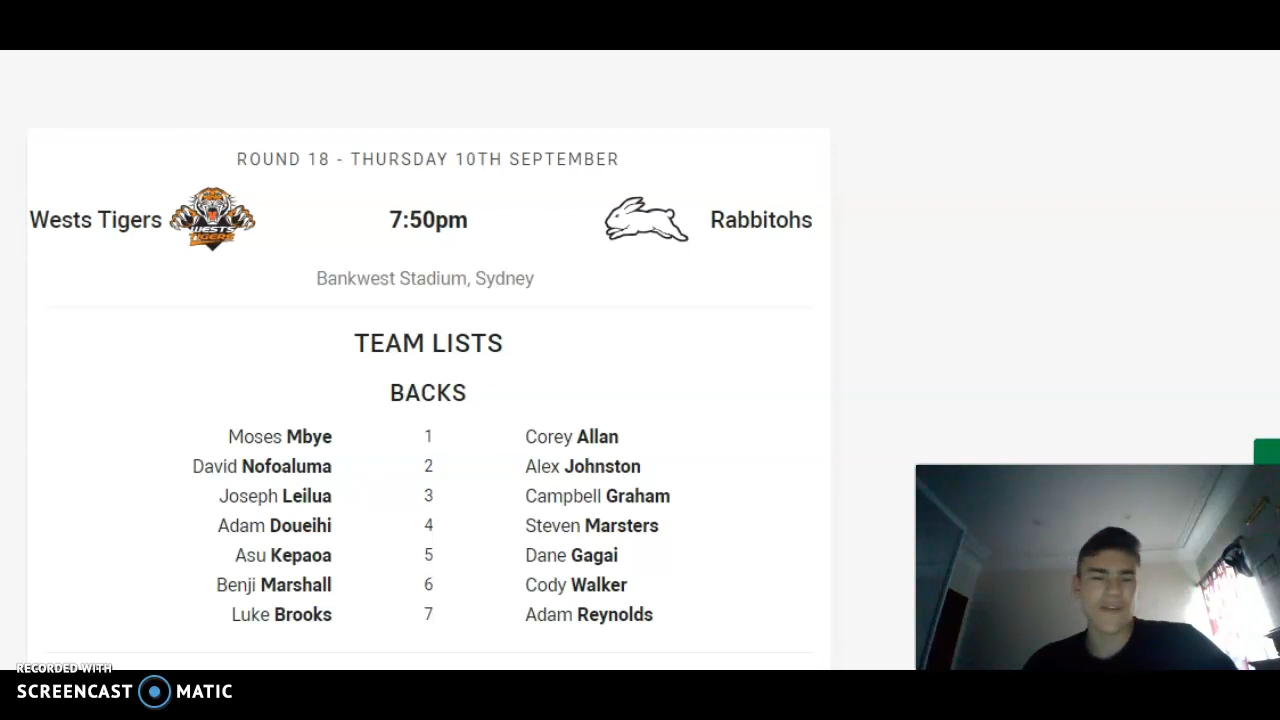 ROUND 18 - THURSDAY 10TH SEPTEMBER
Wests Tigers WESTS TIGERS 7:50pm Rabbitohs
Bankwest Stadium, Sydney
TEAM LISTS
BACKS
Moses Mbye 1 Corey Allan
David Nofoaluma 2 Alex Johnston
Joseph Leilua 3 Campbell Graham
Adam Doueihi 4 Steven Marsters
Asu Kepaoa 5 Dane Gagai
Benji Marshall 6 Cody Walker
Luke Brooks 7 Adam Reynolds
RECORDED WITH
SCREENCAST MATIC